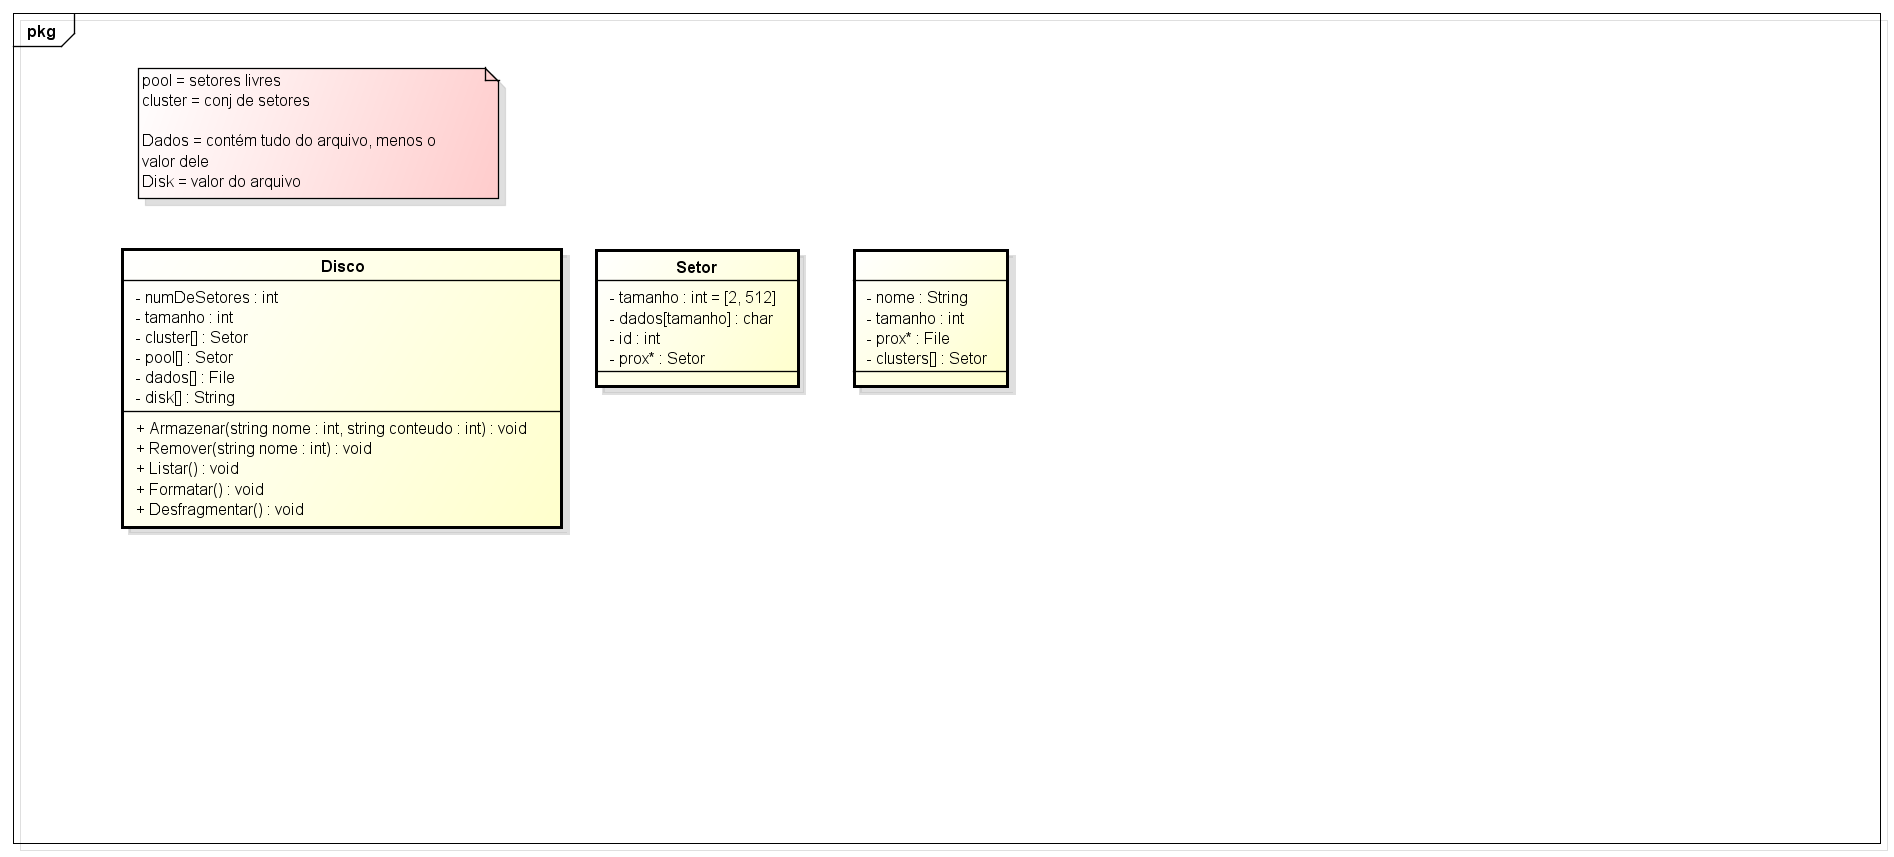 pkg
pool = setores livres
cluster = conj de setores
Dados = contém tudo do arquivo, menos o
valor dele
Disk = valor do arquivo
Disco
- numDeSetores : int
- tamanho : int
- cluster[] : Setor
- pool[] : Setor
- dados[] : File
- disk[] : String
+ Armazenar(string nome : int, string conteudo : int) : void
+ Remover(string nome : int) : void
+ Listar() : void
+ Formatar() : void
+ Desfragmentar() : void
Setor
- tamanho : int = [2, 512]
- dados[tamanho] : char
- id : int
- prox* : Setor
- nome : String
- tamanho : int
- prox* : File
- clusters[] : Setor